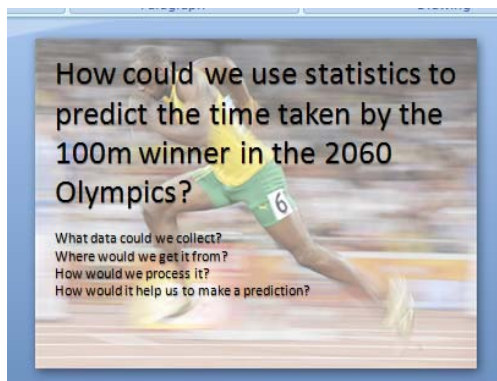 Paragraph
Drawing
How could we use statistics to
predict the time taken by the
100m winner in the 2060
Olympics?
6
What data could we collect?
Where would we get it from?
How would we process it?
How would it help us to make a prediction?